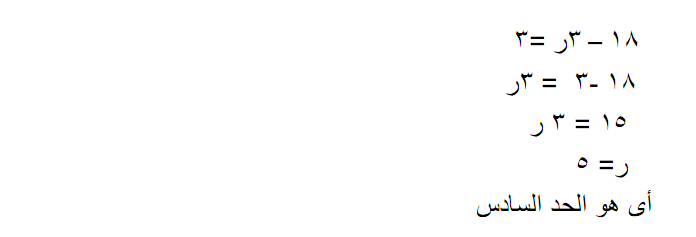 ١٨ – ٣ر =٣
١٨ -٣ = ٣ر
١٥ = ٣ ر
ر= ٥
أى هو الحد السادس